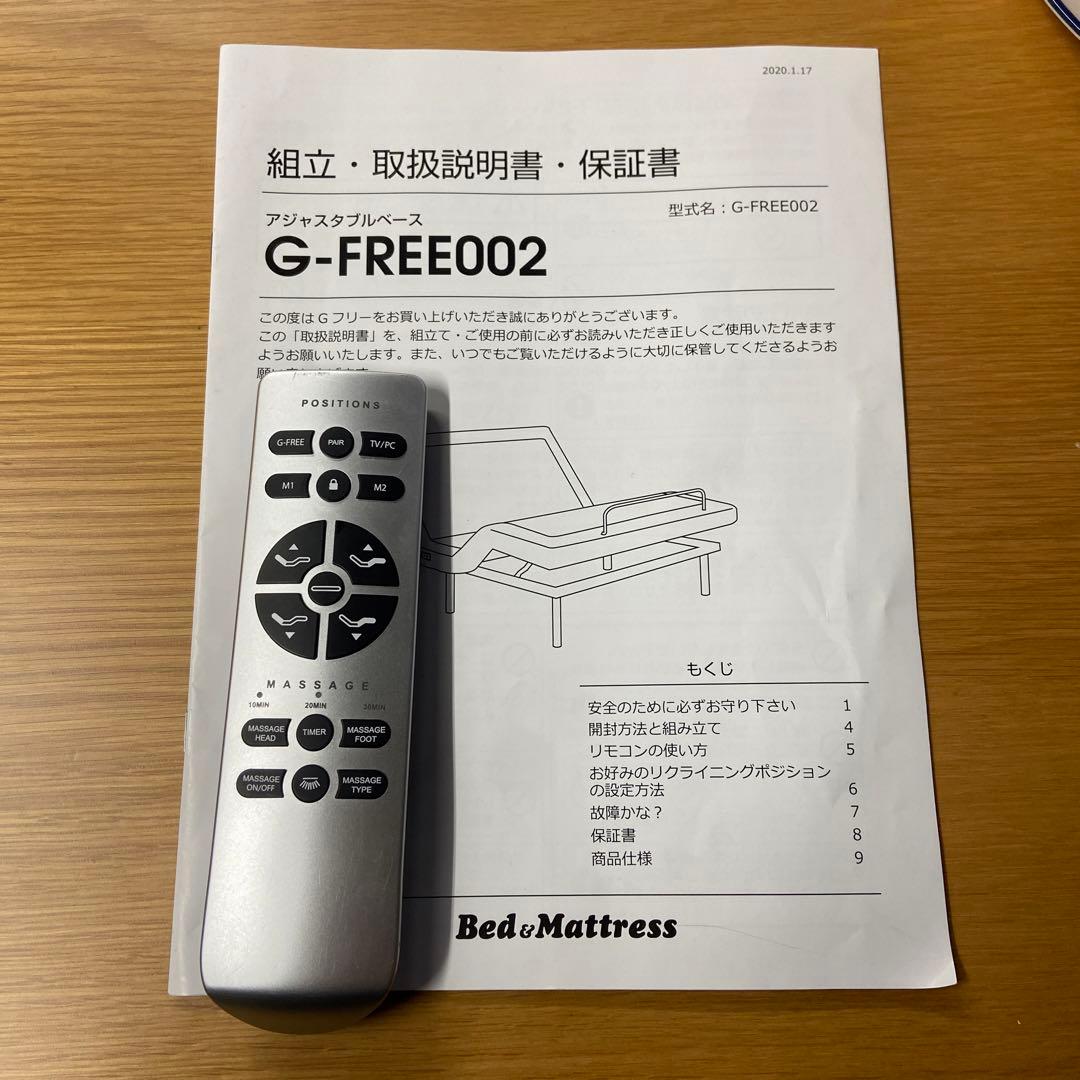 2020.1.17
組立・取扱説明書・保証書
型式名：G-FREE002
アジャスタブルベース
G-FREE002
この度はGフリーをお買い上げいただき誠にありがとうございます。
この「取扱説明書」を、組立て・ご使用の前に必ずお読みいただき正しくご使用いただきます
ようお願いいたします。また、いつでもご覧いただけるように大切に保管してくださるようお
POSITIONS
G-FREE PAIR TV/PC
M1 M2
MASSAGE
10MIN 20MIN 30MIN
MASSAGE HEAD TIMER MASSAGE FOOT
MASSAGE ON/OFF MASSAGE TYPE
もくじ
安全のために必ずお守り下さい 1
開封方法と組み立て 4
リモコンの使い方 5
お好みのリクライニングポジション
の設定方法 6
故障かな？ 7
保証書 8
商品仕様 9
Bed&Mattress